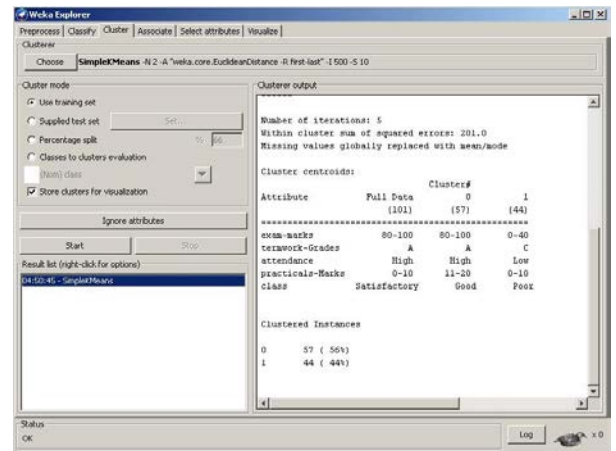 Weka Explorer
Preprocess Classify Cluster Associate Select attributes Visualize
Clusterer
Choose SimpleKMeans -N 2 -A "weka.core.EuclideanDistance -R first-last" -I 500 -S 10
Cluster mode
Use training set
Supplied test set Set...
Percentage split % 66
Classes to clusters evaluation
(Nom) class
Store clusters for visualization
Ignore attributes
Start Stop
Result list (right-click for options)
04:50:45 - SimpleKMeans
Clusterer output
Number of iterations: 5
Within cluster sum of squared errors: 201.0
Missing values globally replaced with mean/mode
Cluster centroids:
Cluster#
Attribute Full Data 0 1
(101) (57) (44)
exam-marks 80-100 80-100 0-40
termwork-Grades A A C
attendance High High Low
practicals-Marks 0-10 11-20 0-10
class Satisfactory Good Poor
Clustered Instances
0 57 ( 56%)
1 44 ( 44%)
Status
OK
Log
x 0